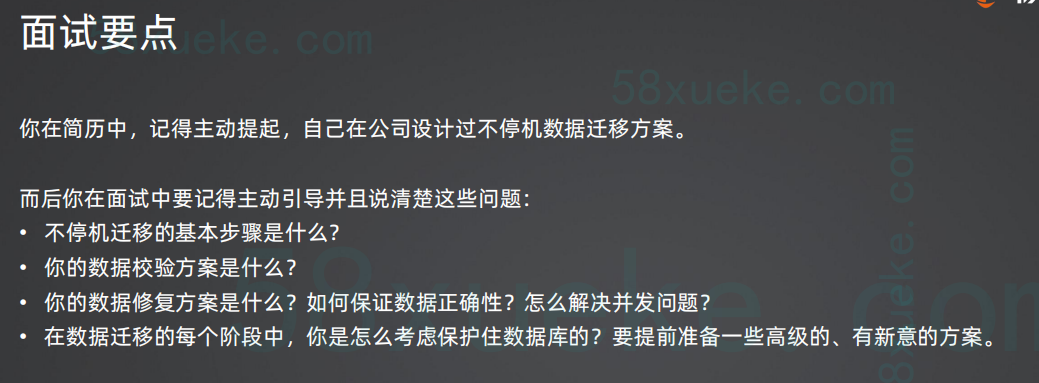 面试要点
58xueke.com
58xueke.com
你在简历中，记得主动提起，自己在公司设计过不停机数据迁移方案。
而后你在面试中要记得主动引导并且说清楚这些问题：
• 不停机迁移的基本步骤是什么？
• 你的数据校验方案是什么？
• 你的数据修复方案是什么？如何保证数据正确性？怎么解决并发问题？
• 在数据迁移的每个阶段中，你是怎么考虑保护住数据库的？要提前准备一些高级的、有新意的方案。